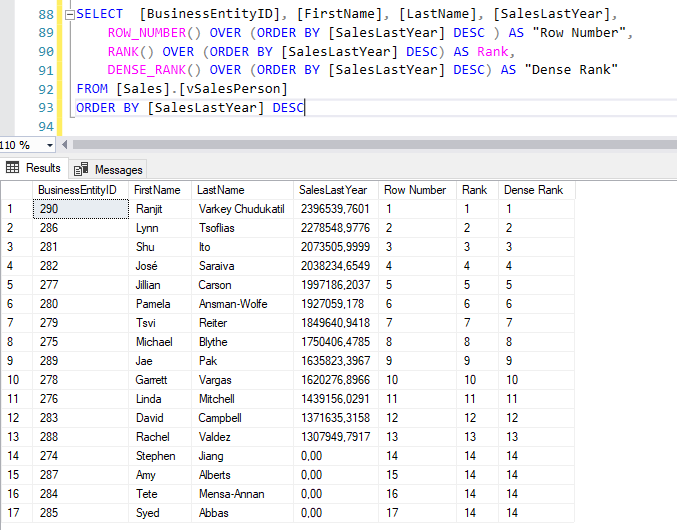 88 SELECT [BusinessEntityID], [FirstName], [LastName], [SalesLastYear],
89 ROW_NUMBER() OVER (ORDER BY [SalesLastYear] DESC ) AS "Row Number",
90 RANK() OVER (ORDER BY [SalesLastYear] DESC) AS Rank,
91 DENSE_RANK() OVER (ORDER BY [SalesLastYear] DESC) AS "Dense Rank"
92 FROM [Sales].[vSalesPerson]
93 ORDER BY [SalesLastYear] DESC
94
110 %
Results Messages
BusinessEntityID FirstName LastName SalesLastYear Row Number Rank Dense Rank
1 290 Ranjit Varkey Chudukatil 2396539,7601 1 1 1
2 286 Lynn Tsoflias 2278548,9776 2 2 2
3 281 Shu Ito 2073505,9999 3 3 3
4 282 José Saraiva 2038234,6549 4 4 4
5 277 Jillian Carson 1997186,2037 5 5 5
6 280 Pamela Ansman-Wolfe 1927059,178 6 6 6
7 279 Tsvi Reiter 1849640,9418 7 7 7
8 275 Michael Blythe 1750406,4785 8 8 8
9 289 Jae Pak 1635823,3967 9 9 9
10 278 Garrett Vargas 1620276,8966 10 10 10
11 276 Linda Mitchell 1439156,0291 11 11 11
12 283 David Campbell 1371635,3158 12 12 12
13 288 Rachel Valdez 1307949,7917 13 13 13
14 274 Stephen Jiang 0,00 14 14 14
15 287 Amy Alberts 0,00 15 14 14
16 284 Tete Mensa-Annan 0,00 16 14 14
17 285 Syed Abbas 0,00 17 14 14